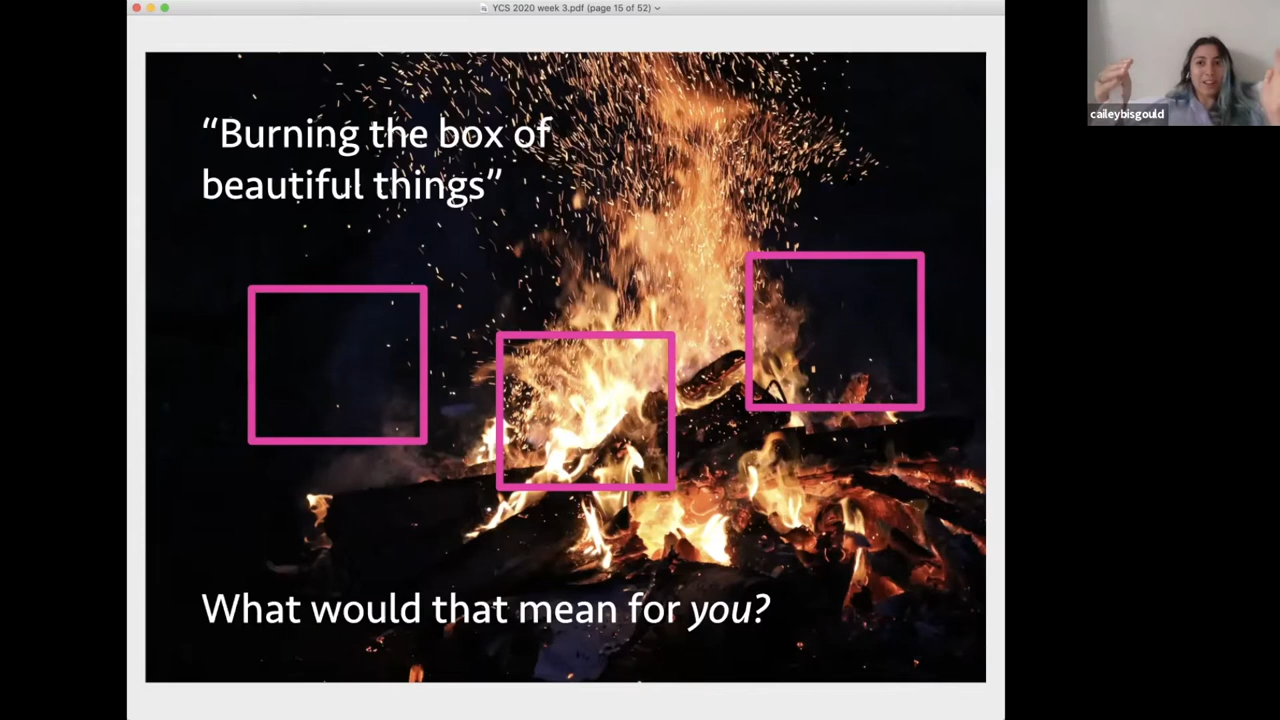 YCS 2020 week 3.pdf (page 15 of 52)
caileybisgould
“Burning the box of
beautiful things”
What would that mean for you?